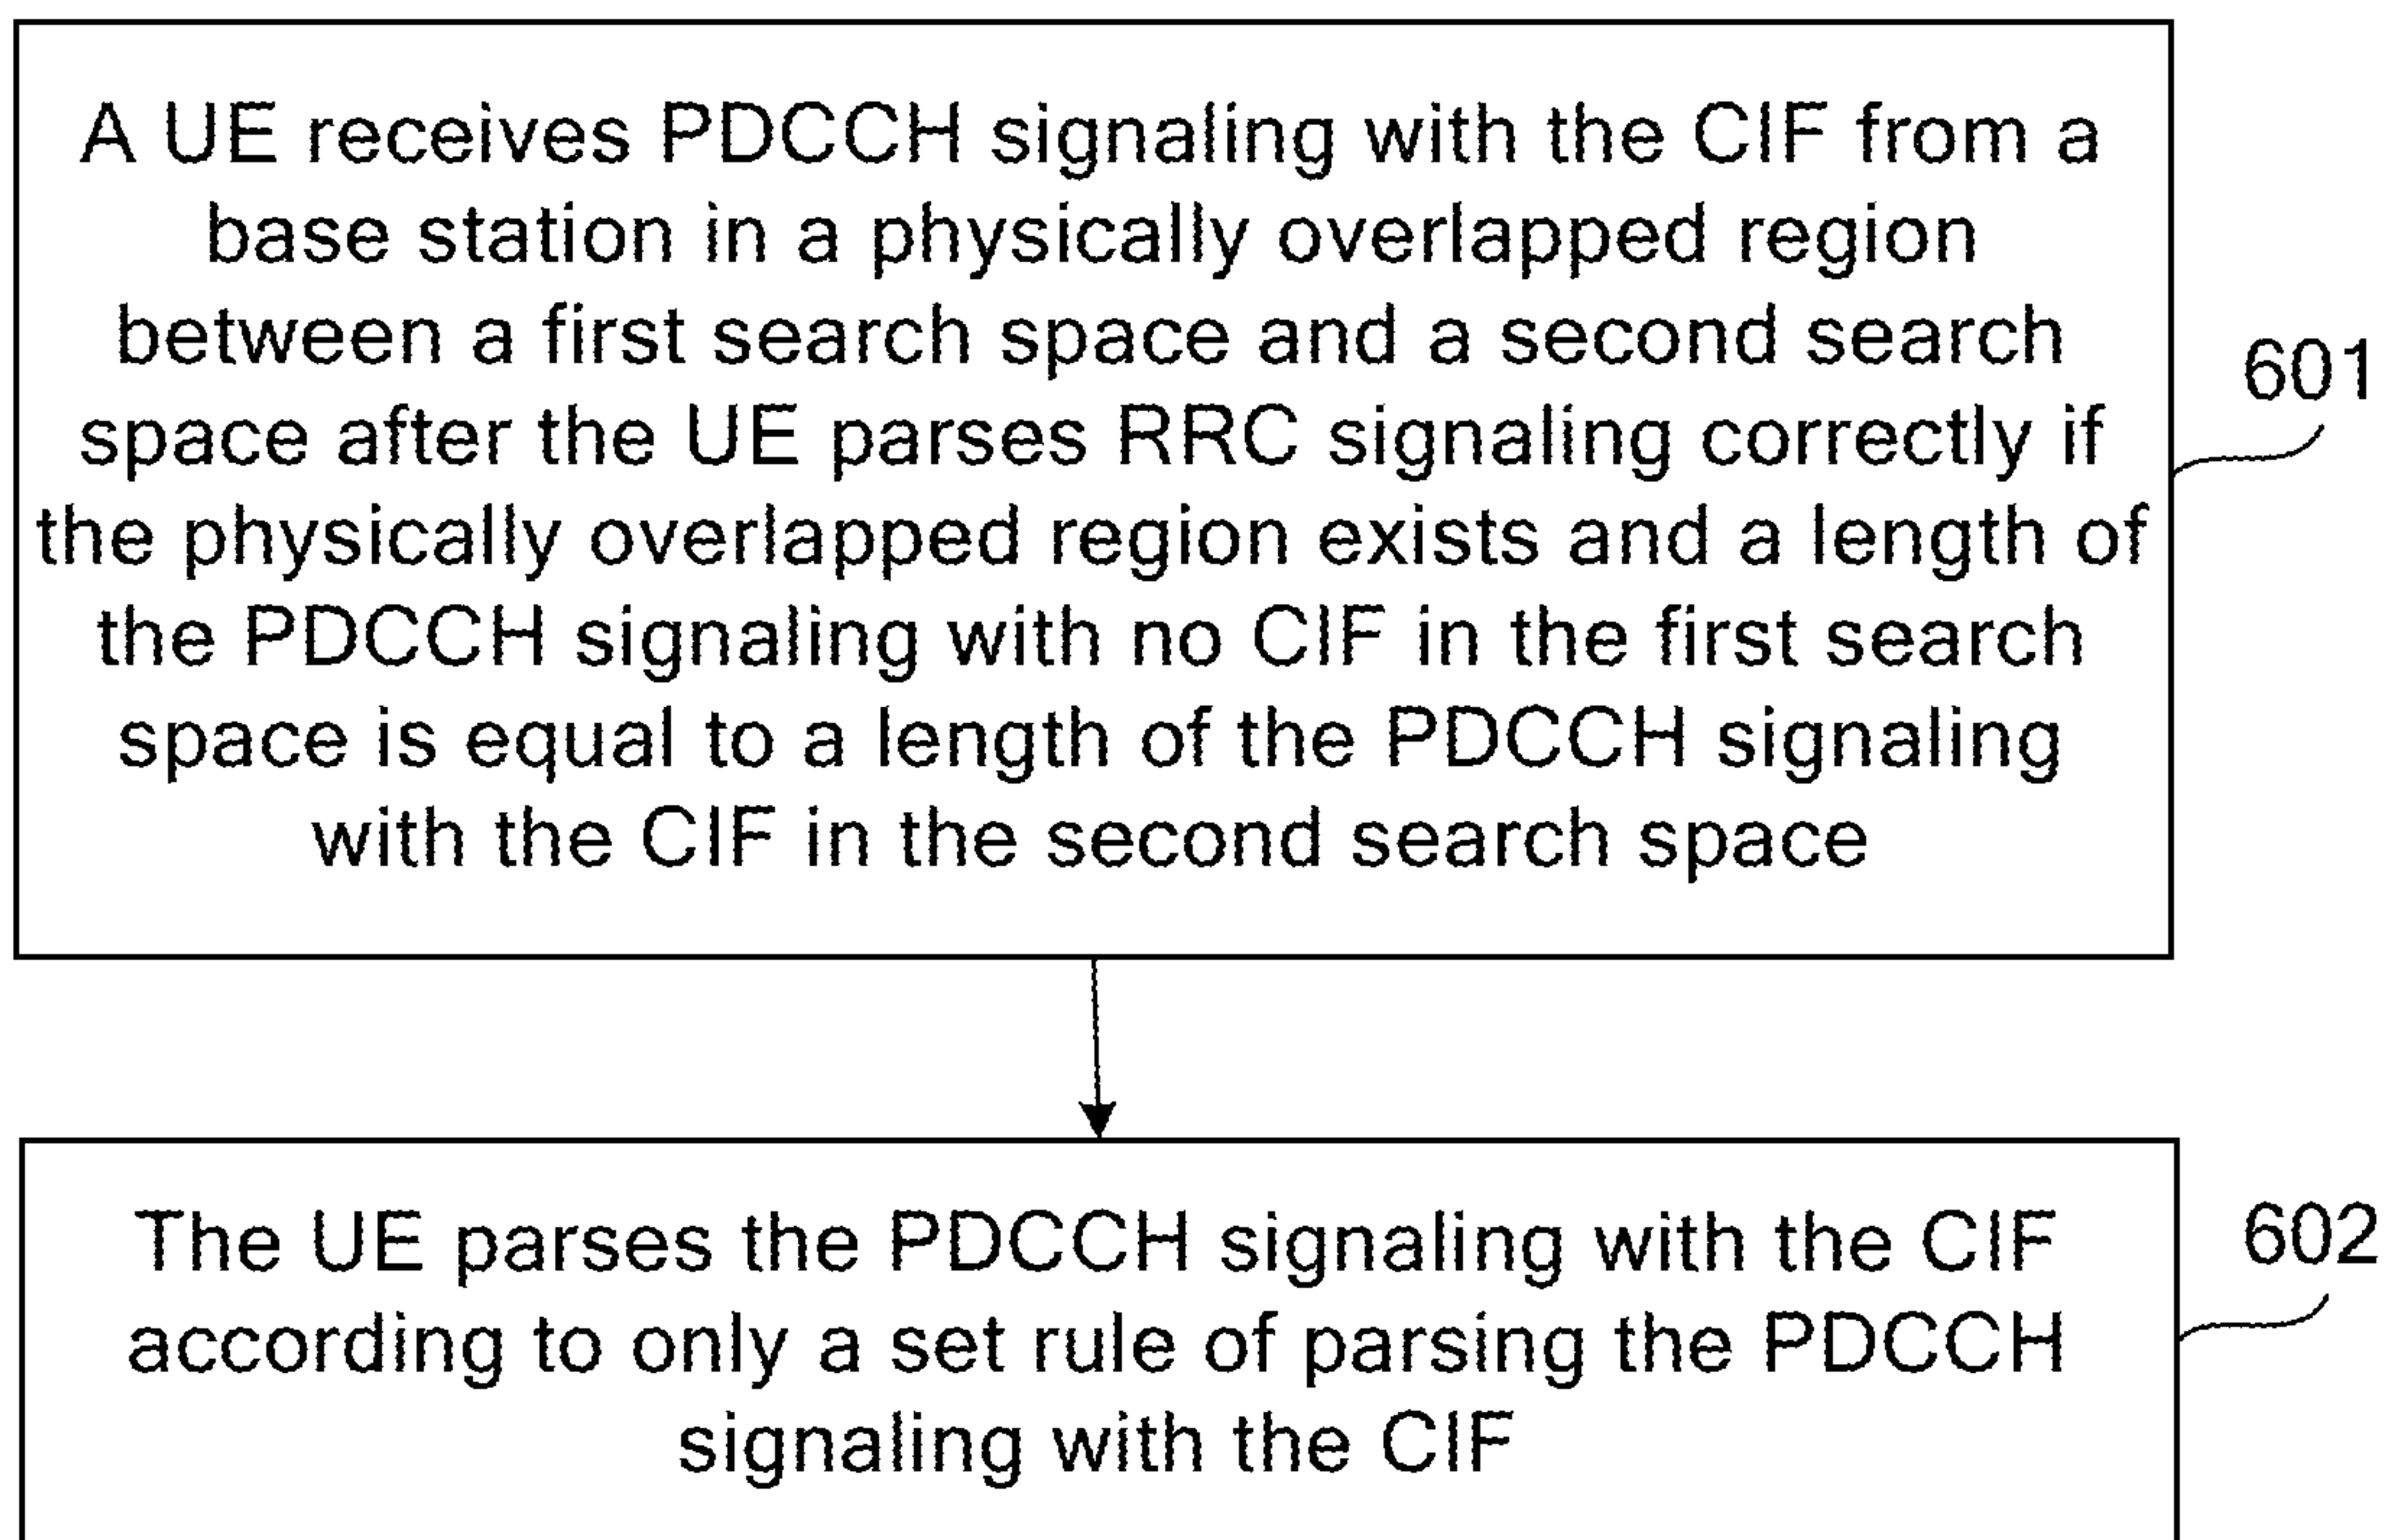 A UE receives PDCCH signaling with the CIF from a
base station in a physically overlapped region
between a first search space and a second search
space after the UE parses RRC signaling correctly if
the physically overlapped region exists and a length of
the PDCCH signaling with no CIF in the first search
space is equal to a length of the PDCCH signaling
with the CIF in the second search space
601
The UE parses the PDCCH signaling with the CIF
according to only a set rule of parsing the PDCCH
signaling with the CIF
602